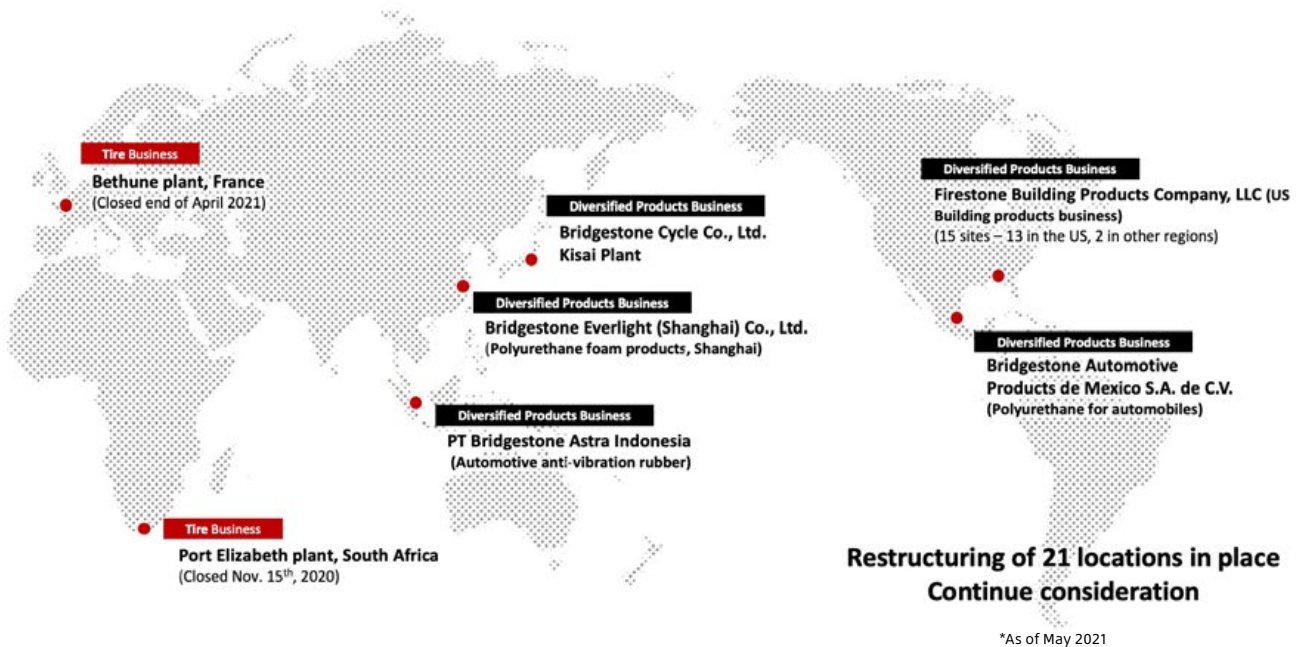 Tire Business
Bethune plant, France
(Closed end of April 2021)
Diversified Products Business
Bridgestone Cycle Co., Ltd.
Kisai Plant
Diversified Products Business
Bridgestone Everlight (Shanghai) Co., Ltd.
(Polyurethane foam products, Shanghai)
Diversified Products Business
PT Bridgestone Astra Indonesia
(Automotive anti-vibration rubber)
Tire Business
Port Elizabeth plant, South Africa
(Closed Nov. 15th, 2020)
Diversified Products Business
Firestone Building Products Company, LLC (US
Building products business)
(15 sites – 13 in the US, 2 in other regions)
Diversified Products Business
Bridgestone Automotive
Products de Mexico S.A. de C.V.
(Polyurethane for automobiles)
Restructuring of 21 locations in place
Continue consideration
*As of May 2021